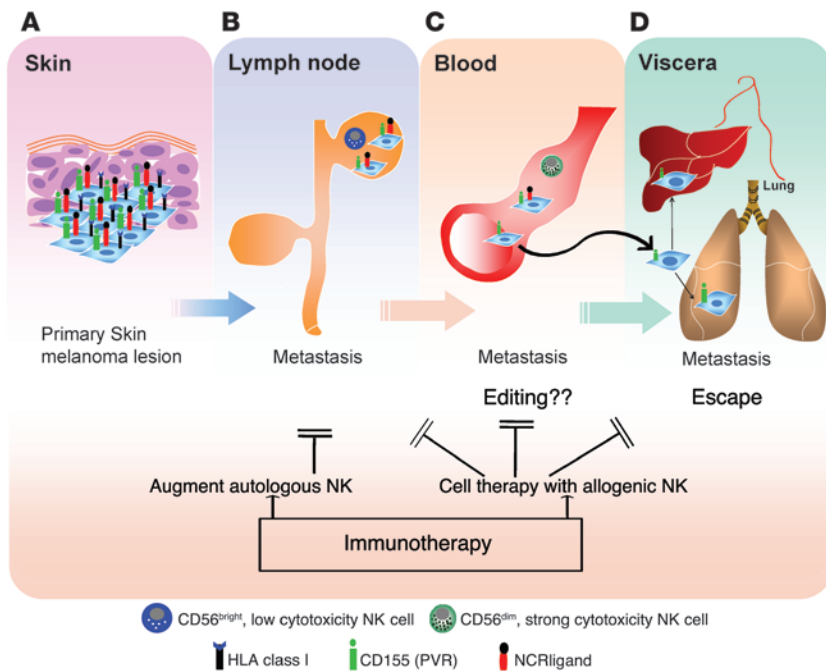 A
B
C
D
Skin
Lymph node
Blood
Viscera
Lung
Primary Skin
melanoma lesion
Metastasis
Metastasis
Metastasis
Editing??
Escape
Augment autologous NK
Cell therapy with allogenic NK
Immunotherapy
CD56bright, low cytotoxicity NK cell
CD56dim, strong cytotoxicity NK cell
HLA class I
CD155 (PVR)
NCRligand